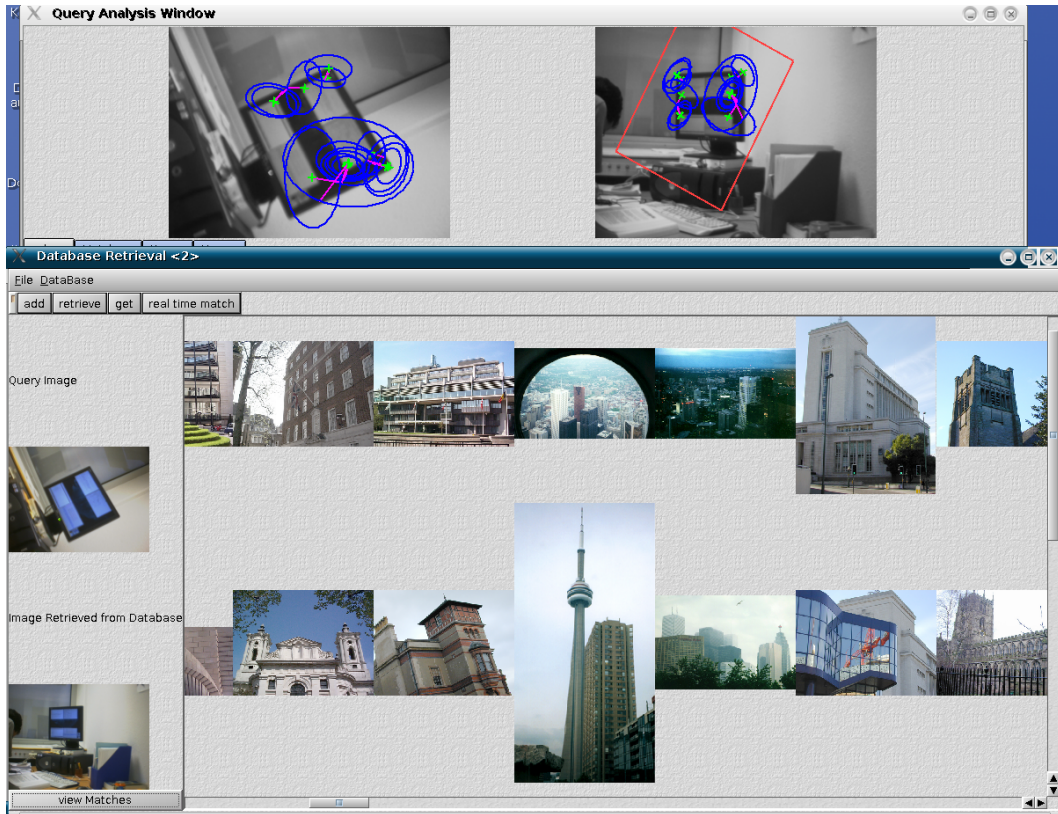 Query Analysis Window
Database Retrieval <2>
File DataBase
add retrieve get real time match
Query Image
Image Retrieved from Database
view Matches